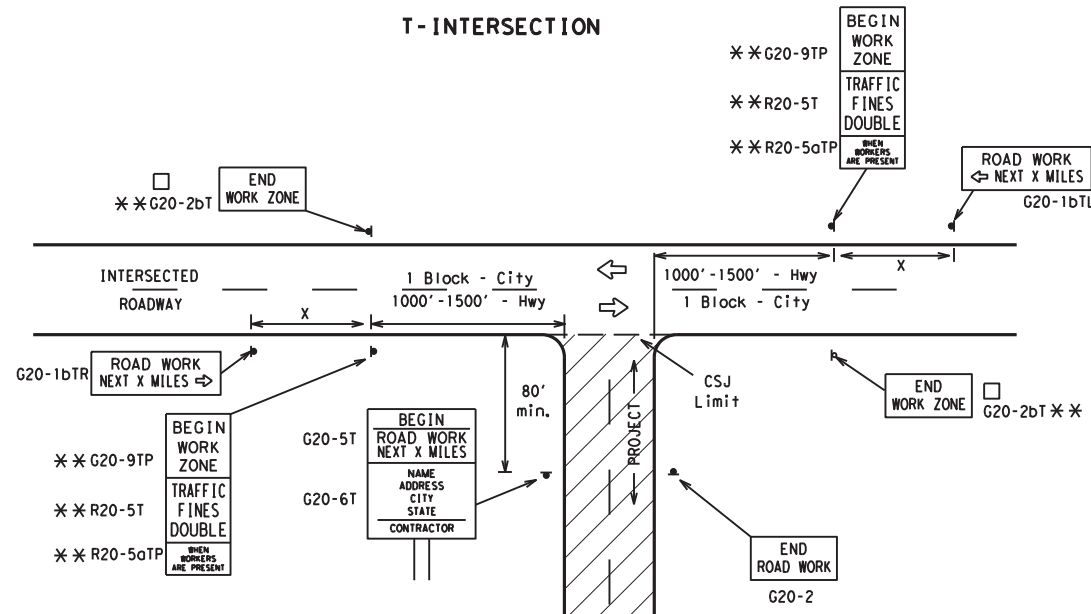 T-INTERSECTION
BEGIN
WORK
ZONE
TRAFFIC
FINES
DOUBLE
WHEN
WORKERS
ARE PRESENT
**G20-9TP
**R20-5T
**R20-5aTP
ROAD WORK
⇦ NEXT X MILES
G20-1bTL
□
**G20-2bT
END
WORK ZONE
INTERSECTED
ROADWAY
1 Block - City
1000'-1500' - Hwy
X
1000'-1500' - Hwy
1 Block - City
X
G20-1bTR
ROAD WORK
NEXT X MILES ⇨
80'
min.
CSJ
Limit
PROJECT
END
WORK ZONE
□
G20-2bT **
**G20-9TP
**R20-5T
**R20-5aTP
BEGIN
WORK
ZONE
TRAFFIC
FINES
DOUBLE
WHEN
WORKERS
ARE PRESENT
G20-5T
G20-6T
BEGIN
ROAD WORK
NEXT X MILES
NAME
ADDRESS
CITY
STATE
CONTRACTOR
END
ROAD WORK
G20-2